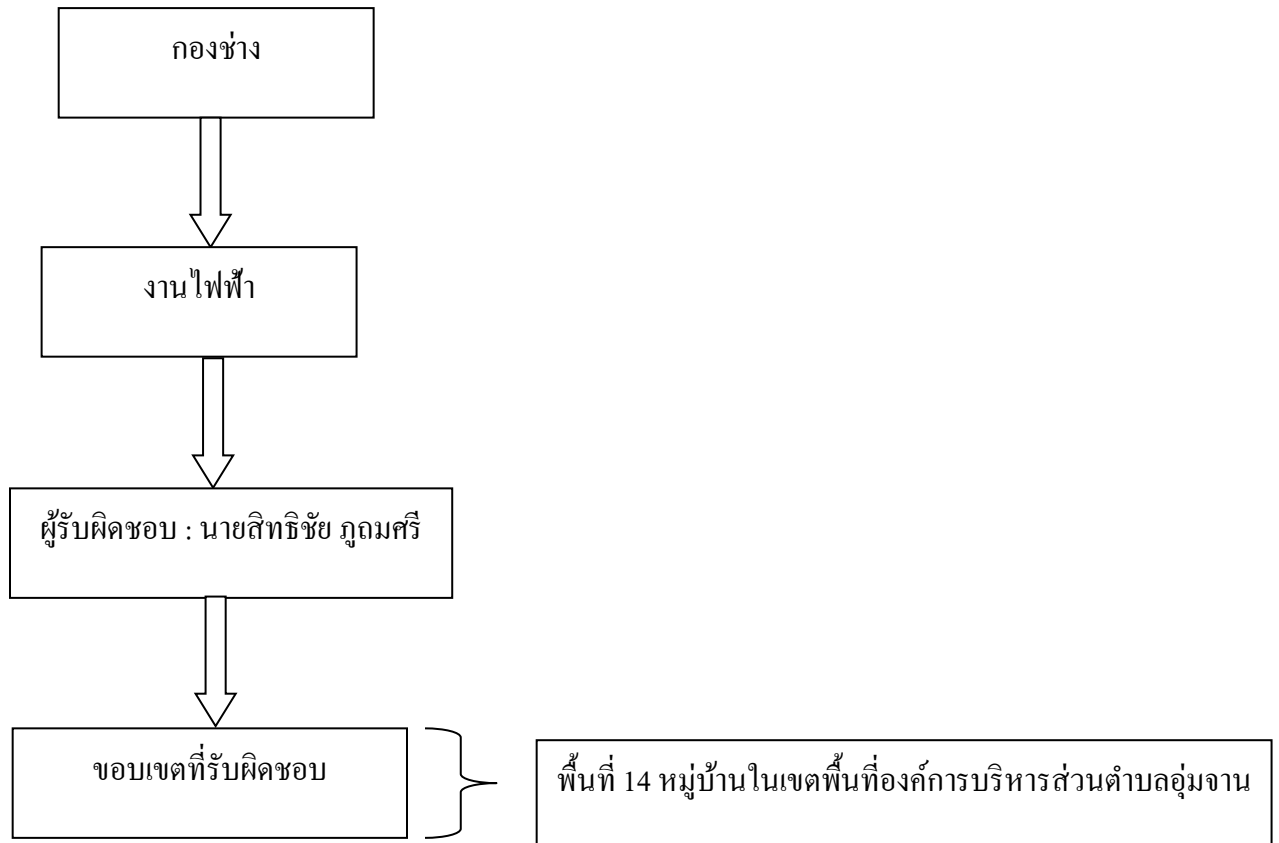 กองช่าง
งานไฟฟ้า
ผู้รับผิดชอบ : นายสิทธิชัย ภูถมศรี
ขอบเขตที่รับผิดชอบ
พื้นที่ 14 หมู่บ้านในเขตพื้นที่องค์การบริหารส่วนตำบลอุ่มจาน